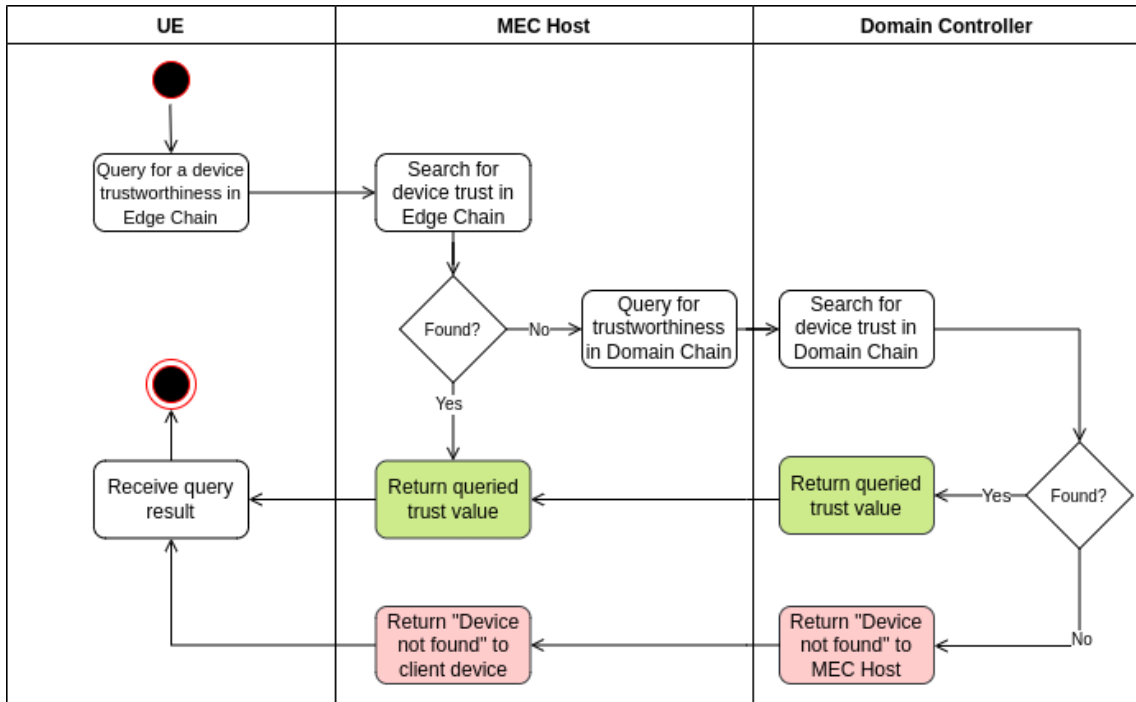 UE
MEC Host
Domain Controller
Query for a device
trustworthiness in
Edge Chain
Search for
device trust in
Edge Chain
Found?
No
Query for
trustworthiness
in Domain Chain
Search for
device trust in
Domain Chain
Yes
Receive query
result
Return queried
trust value
Return queried
trust value
Yes
Found?
Return "Device
not found" to
client device
Return "Device
not found" to
MEC Host
No